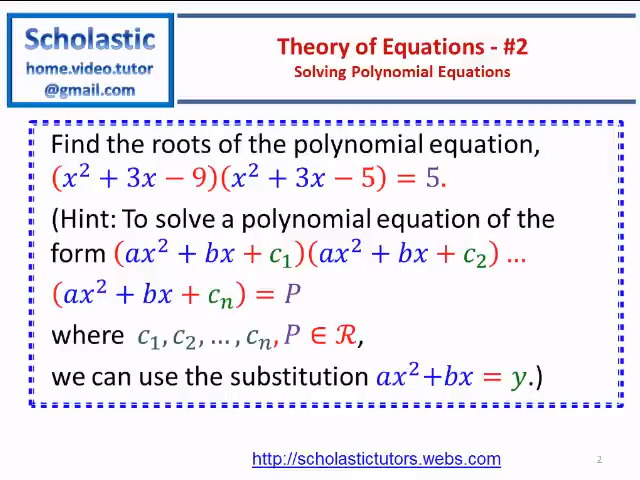 Scholastic
home.video.tutor
@gmail.com
Theory of Equations - #2
Solving Polynomial Equations
Find the roots of the polynomial equation,
(x² + 3x − 9)(x² + 3x − 5) = 5.
(Hint: To solve a polynomial equation of the
form (ax² + bx + c₁)(ax² + bx + c₂) …
(ax² + bx + cₙ) = P
where c₁, c₂, … , cₙ, P ∈ ℛ,
we can use the substitution ax²+bx = y.)
http://scholastictutors.webs.com
2